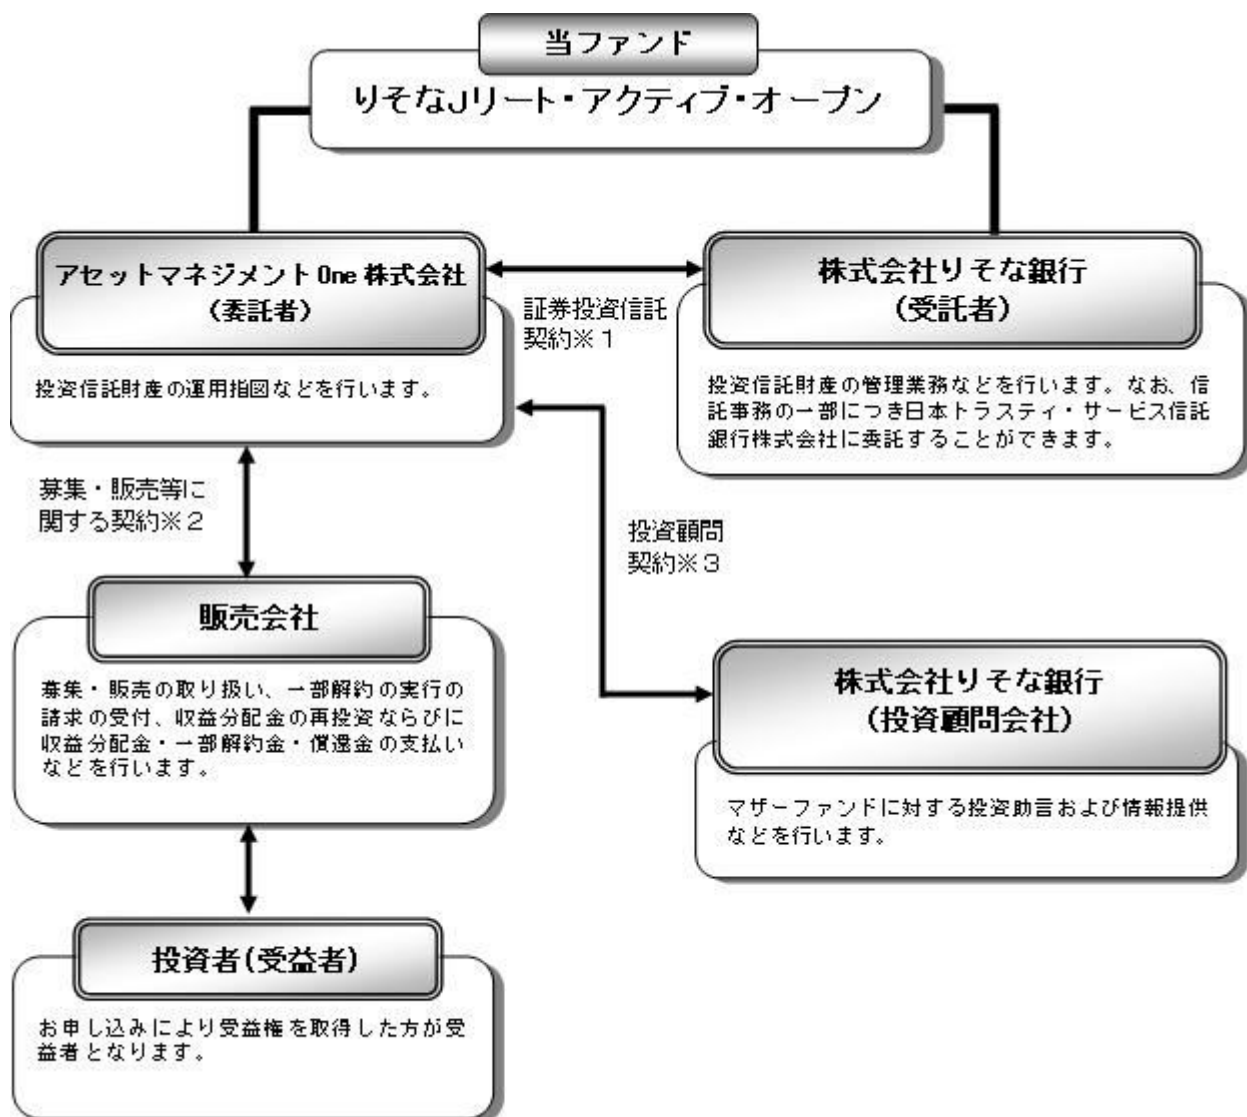 当ファンド
りそなJリート・アクティブ・オープン
アセットマネジメントOne 株式会社
(委託者)
投資信託財産の運用指図などを行います。
証券投資信託
契約※１
株式会社りそな銀行
(受託者)
投資信託財産の管理業務などを行います。なお、信
託事務の一部につき日本トラスティ・サービス信託
銀行株式会社に委託することができます。
募集・販売等に
関する契約※２
投資顧問
契約※３
販売会社
募集・販売の取り扱い、一部解約の実行の
請求の受付、収益分配金の再投資ならびに
収益分配金・一部解約金・償還金の支払い
などを行います。
株式会社りそな銀行
(投資顧問会社)
マザーファンドに対する投資助言および情報提供
などを行います。
投資者(受益者)
お申し込みにより受益権を取得した方が受
益者となります。